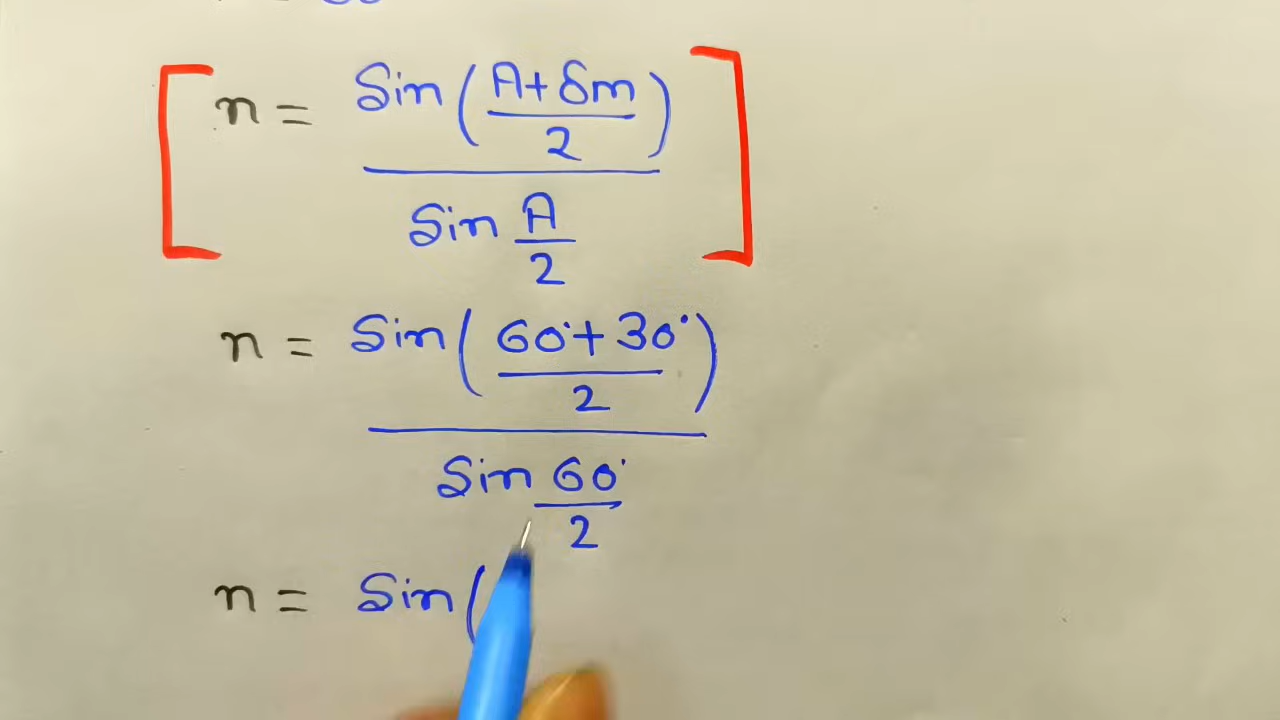 n = Sin(A+δm/2)/Sin A/2
n = Sin(60°+30°/2)/Sin 60°/2
n = Sin(